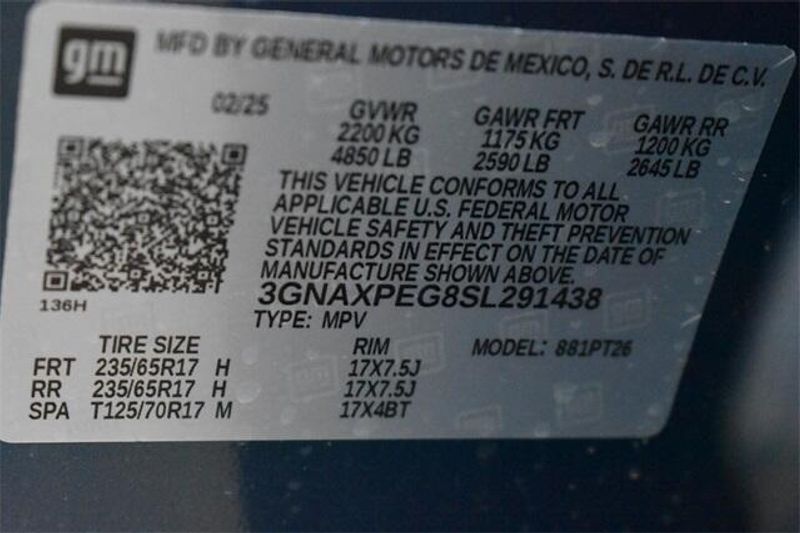 gm
MFD BY GENERAL MOTORS DE MEXICO, S. DE R.L. DE C.V.
02/25 GVWR GAWR FRT GAWR RR
2200 KG 1175 KG 1200 KG
4850 LB 2590 LB 2645 LB
THIS VEHICLE CONFORMS TO ALL
APPLICABLE U.S. FEDERAL MOTOR
VEHICLE SAFETY AND THEFT PREVENTION
STANDARDS IN EFFECT ON THE DATE OF
MANUFACTURE SHOWN ABOVE.
3GNAXPEG8SL291438
136H
TYPE: MPV
TIRE SIZE RIM MODEL: 881PT26
FRT 235/65R17 H 17X7.5J
RR 235/65R17 H 17X7.5J
SPA T125/70R17 M 17X4BT